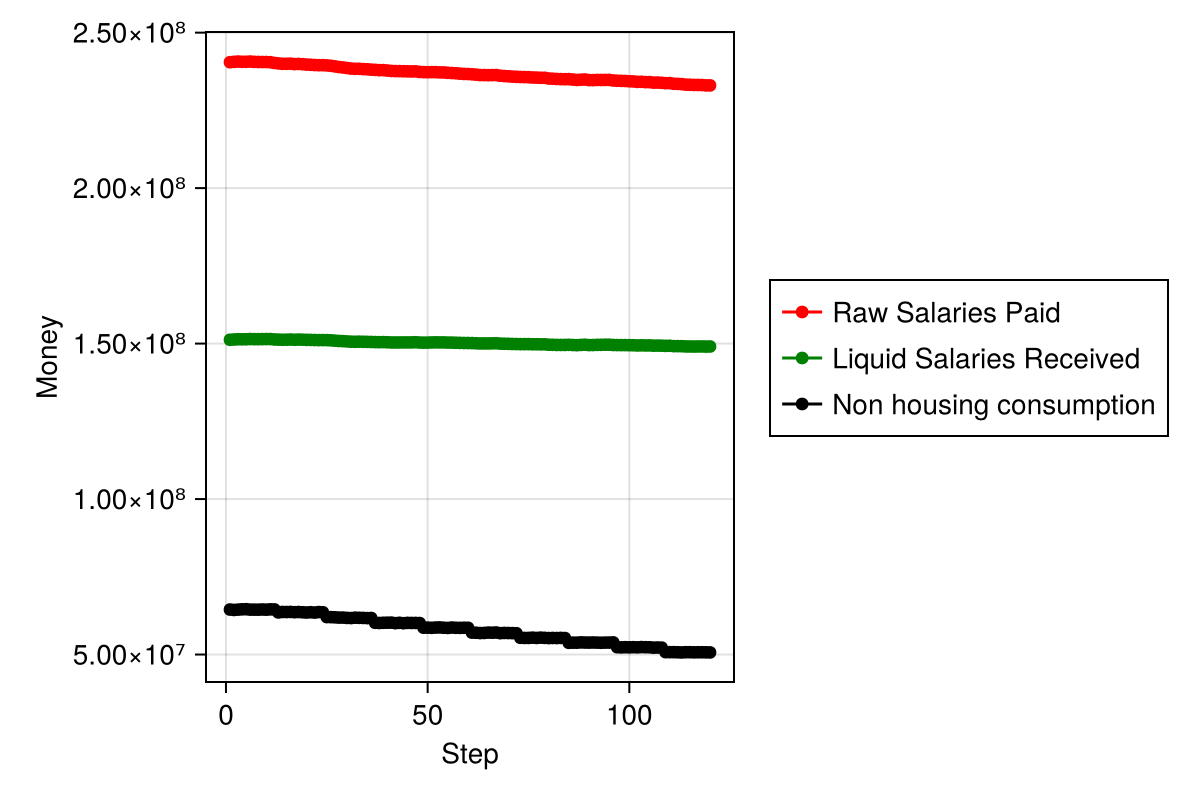 2.50×10⁸
2.00×10⁸
1.50×10⁸
1.00×10⁸
5.00×10⁷
Money
0 50 100
Step
Raw Salaries Paid
Liquid Salaries Received
Non housing consumption